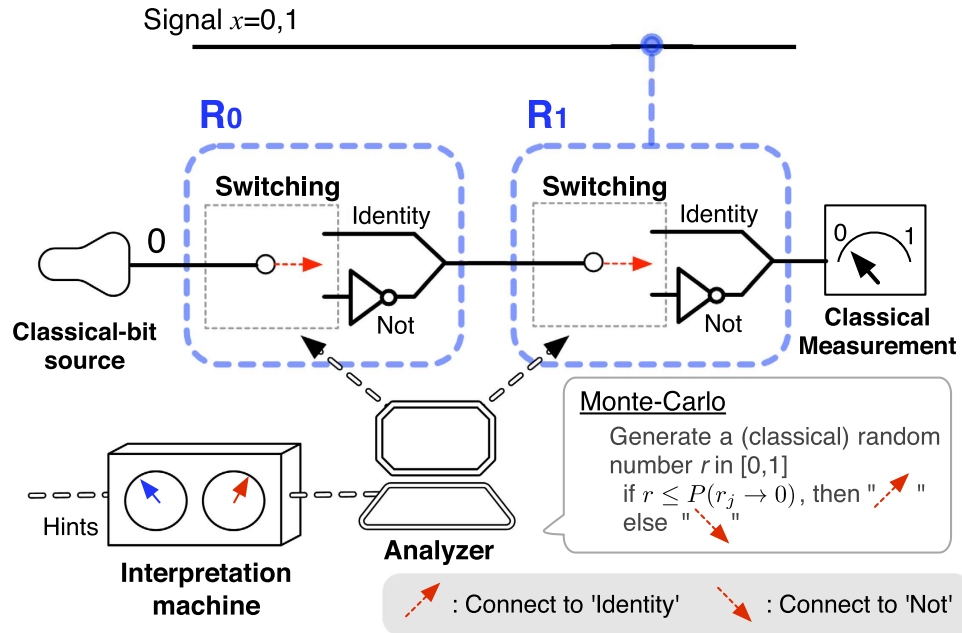 Signal x=0,1
R0
R1
Switching
Switching
Identity
Identity
0
0
1
Not
Not
Classical-bit
source
Classical
Measurement
Monte-Carlo
Generate a (classical) random
number r in [0,1]
if r ≤ P(r_j → 0), then " "
else " "
Hints
Analyzer
Interpretation
machine
: Connect to 'Identity'
: Connect to 'Not'